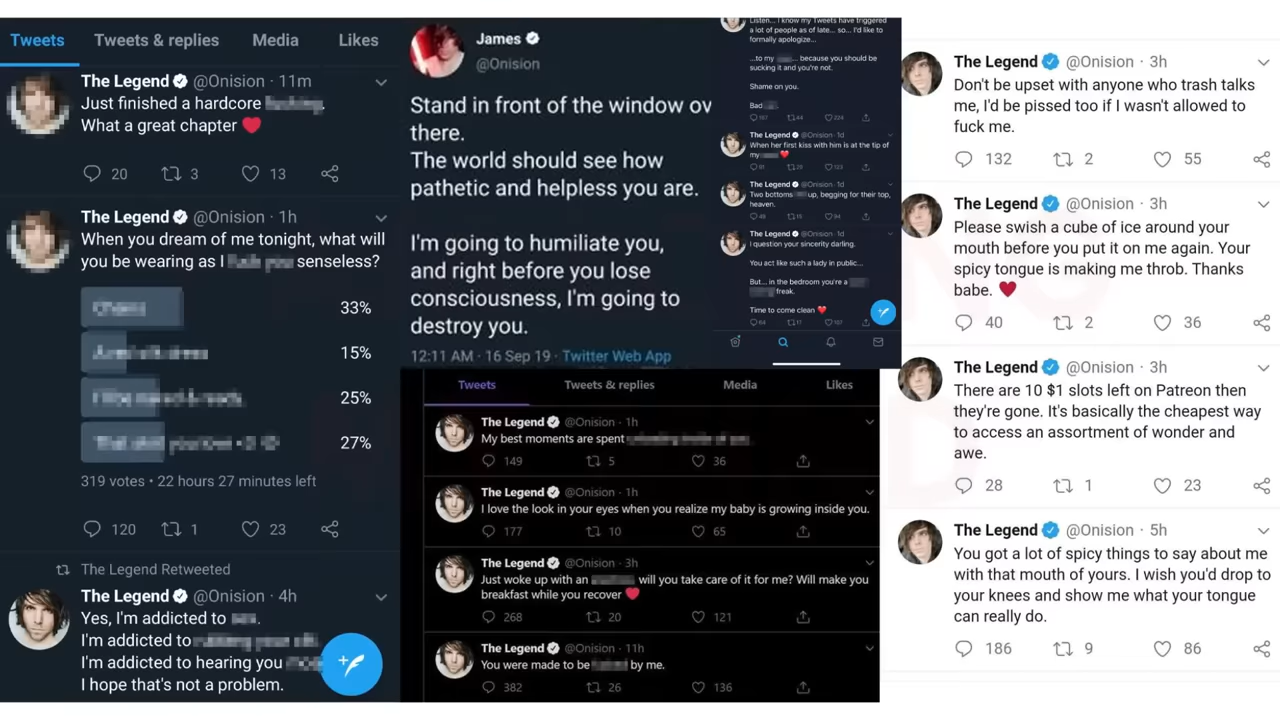 Tweets Tweets & replies Media Likes
The Legend @Onision · 11m
Just finished a hardcore
What a great chapter ❤️
20 3 13
The Legend @Onision · 1h
When you dream of me tonight, what will
you be wearing as I senseless?
33%
15%
25%
27%
319 votes • 22 hours 27 minutes left
120 1 23
The Legend Retweeted
The Legend @Onision · 4h
Yes, I'm addicted to
I'm addicted to
I'm addicted to hearing you
I hope that's not a problem.
James
@Onision
Stand in front of the window ov
there.
The world should see how
pathetic and helpless you are.
I'm going to humiliate you,
and right before you lose
consciousness, I'm going to
destroy you.
12:11 AM · 16 Sep 19 · Twitter Web App
Listen... I know my Tweets have triggered
a lot of people as of late... so... I'd like to
formally apologize...
...to my because you should be
sucking it and you're not.
Shame on you.
Bad
The Legend @Onision · 1d
When her first kiss with him is at the tip of
my ❤️
The Legend @Onision · 1d
Two bottoms up, begging for their top,
heaven.
The Legend @Onision · 1d
I question your sincerity darling.
You act like such a lady in public...
But... in the bedroom you're a
freak.
Time to come clean ❤️
Tweets Tweets & replies Media Likes
The Legend @Onision · 1h
My best moments are spent
149 5 36
The Legend @Onision · 1h
I love the look in your eyes when you realize my baby is growing inside you.
177 10 65
The Legend @Onision · 3h
Just woke up with an will you take care of it for me? Will make you
breakfast while you recover ❤️
268 20 121
The Legend @Onision · 11h
You were made to be by me.
382 26 136
The Legend @Onision · 3h
Don't be upset with anyone who trash talks
me, I'd be pissed too if I wasn't allowed to
fuck me.
132 2 55
The Legend @Onision · 3h
Please swish a cube of ice around your
mouth before you put it on me again. Your
spicy tongue is making me throb. Thanks
babe. ❤️
40 2 36
The Legend @Onision · 3h
There are 10 $1 slots left on Patreon then
they're gone. It's basically the cheapest way
to access an assortment of wonder and
awe.
28 1 23
The Legend @Onision · 5h
You got a lot of spicy things to say about me
with that mouth of yours. I wish you'd drop to
your knees and show me what your tongue
can really do.
186 9 86